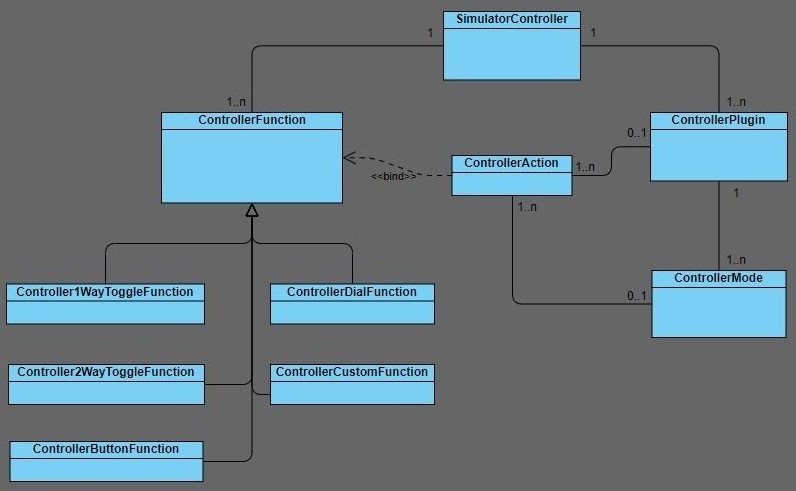 SimulatorController
1
1
1..n
1..n
ControllerFunction
ControllerPlugin
0..1
ControllerAction
1..n
<<bind>>
1
1..n
1..n
ControllerMode
0..1
Controller1WayToggleFunction
ControllerDialFunction
Controller2WayToggleFunction
ControllerCustomFunction
ControllerButtonFunction